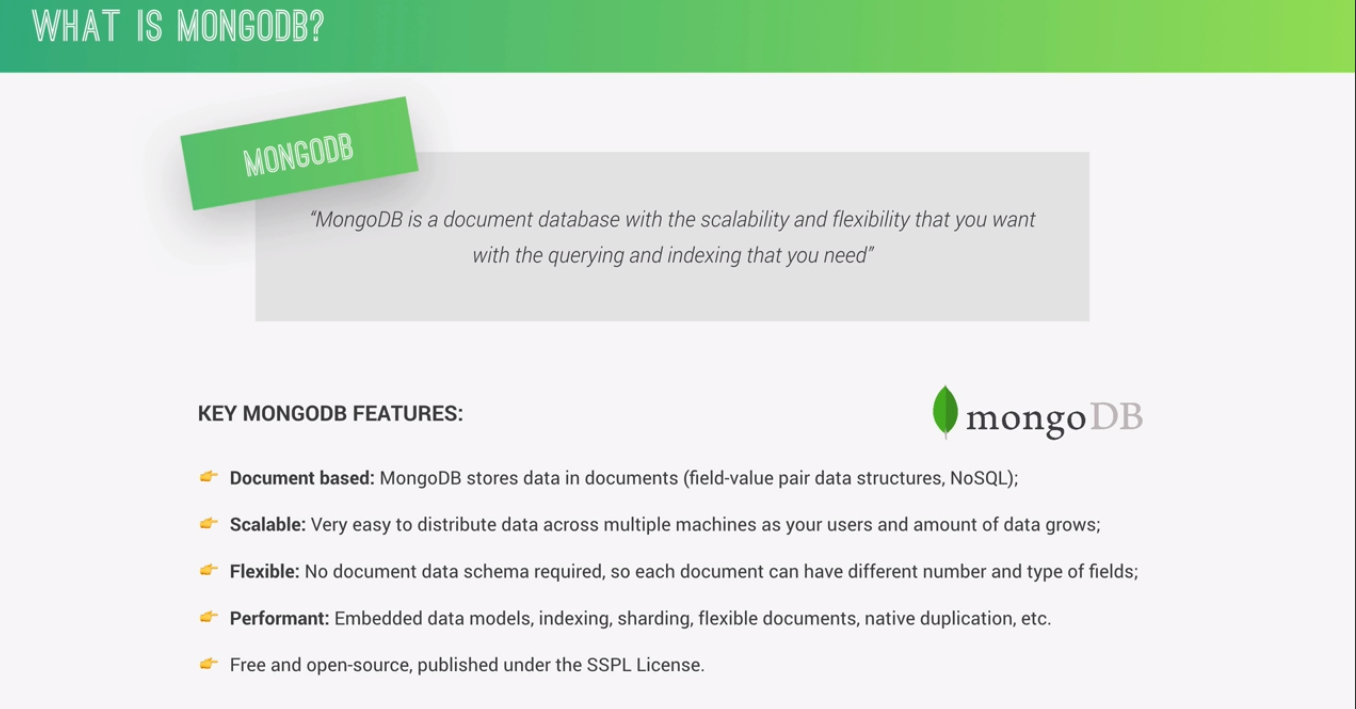 WHAT IS MONGODB?
MONGODB
“MongoDB is a document database with the scalability and flexibility that you want
with the querying and indexing that you need”
KEY MONGODB FEATURES:
mongoDB
Document based: MongoDB stores data in documents (field-value pair data structures, NoSQL);
Scalable: Very easy to distribute data across multiple machines as your users and amount of data grows;
Flexible: No document data schema required, so each document can have different number and type of fields;
Performant: Embedded data models, indexing, sharding, flexible documents, native duplication, etc.
Free and open-source, published under the SSPL License.